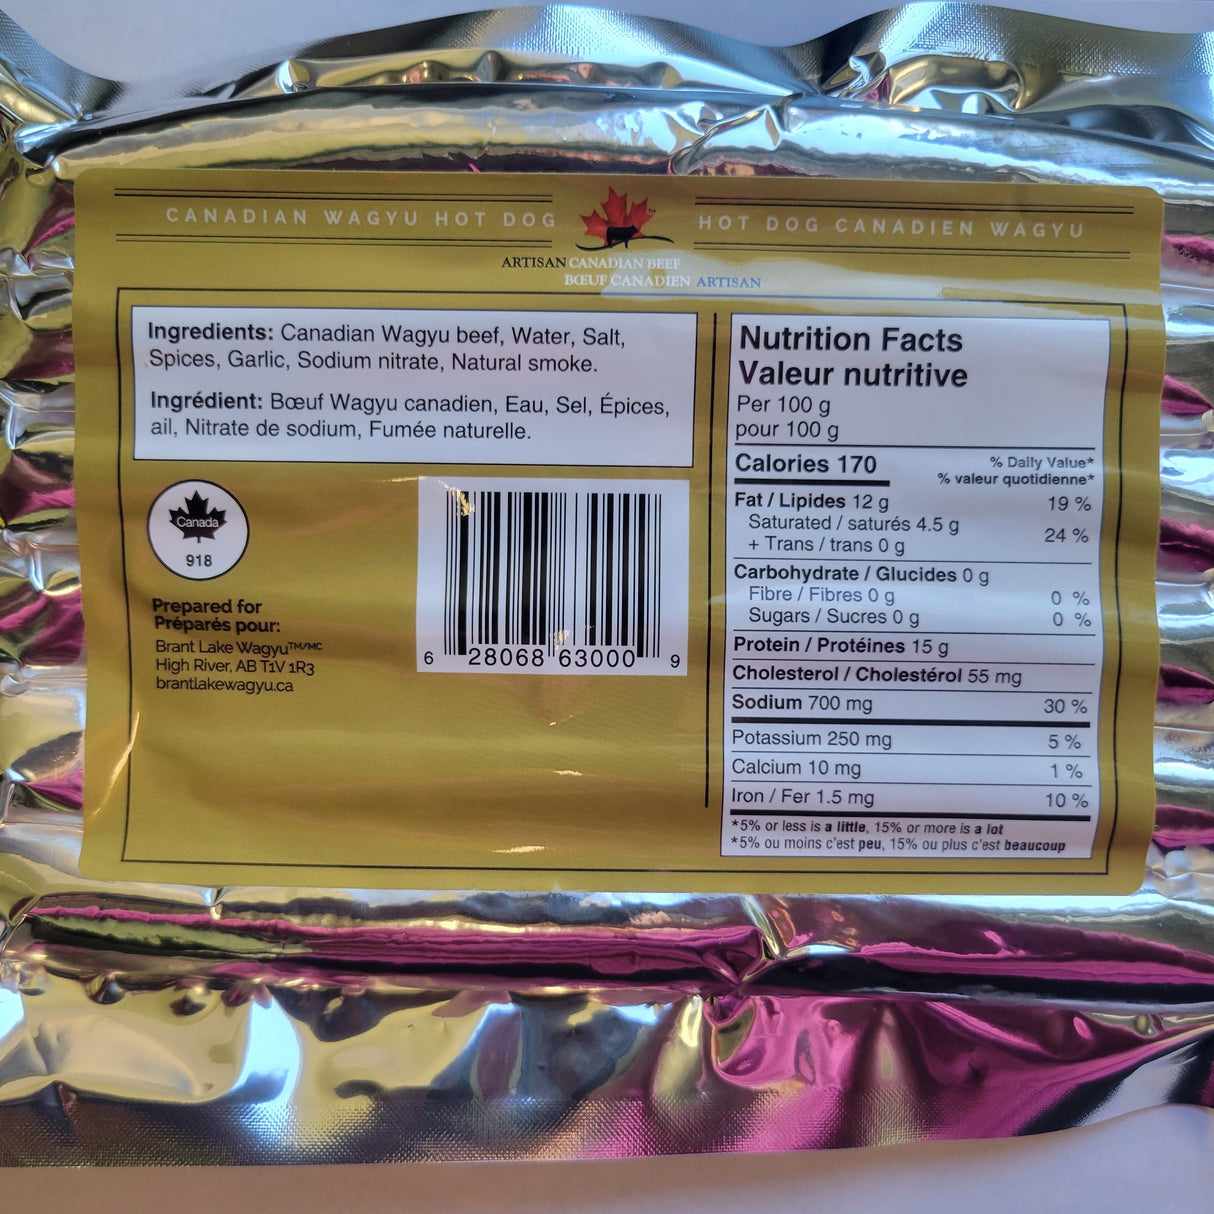 CANADIAN WAGYU HOT DOG
HOT DOG CANADIEN WAGYU
TM
ARTISAN CANADIAN BEEF
BŒUF CANADIEN ARTISAN
Ingredients: Canadian Wagyu beef, Water, Salt,
Spices, Garlic, Sodium nitrate, Natural smoke.
Ingrédient: Bœuf Wagyu canadien, Eau, Sel, Épices,
ail, Nitrate de sodium, Fumée naturelle.
Canada
918
Prepared for
Préparés pour:
Brant Lake Wagyu™/MC
High River, AB T1V 1R3
brantlakewagyu.ca
6 28068 63000 9
Nutrition Facts
Valeur nutritive
Per 100 g
pour 100 g
Calories 170
% Daily Value*
% valeur quotidienne*
Fat / Lipides 12 g 19 %
Saturated / saturés 4.5 g
+ Trans / trans 0 g 24 %
Carbohydrate / Glucides 0 g
Fibre / Fibres 0 g 0 %
Sugars / Sucres 0 g 0 %
Protein / Protéines 15 g
Cholesterol / Cholestérol 55 mg
Sodium 700 mg 30 %
Potassium 250 mg 5 %
Calcium 10 mg 1 %
Iron / Fer 1.5 mg 10 %
*5% or less is a little, 15% or more is a lot
*5% ou moins c'est peu, 15% ou plus c'est beaucoup